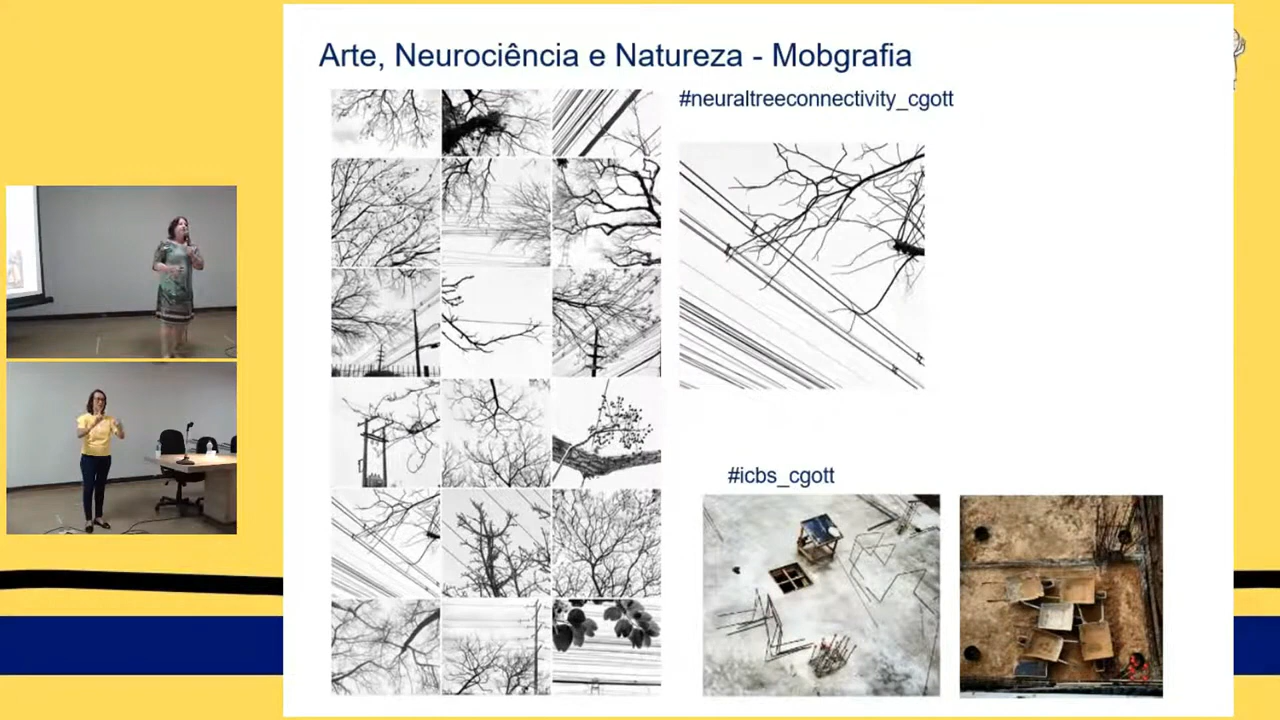 Arte, Neurociência e Natureza - Mobgrafia
#neuraltreeconnectivity_cgott
#icbs_cgott